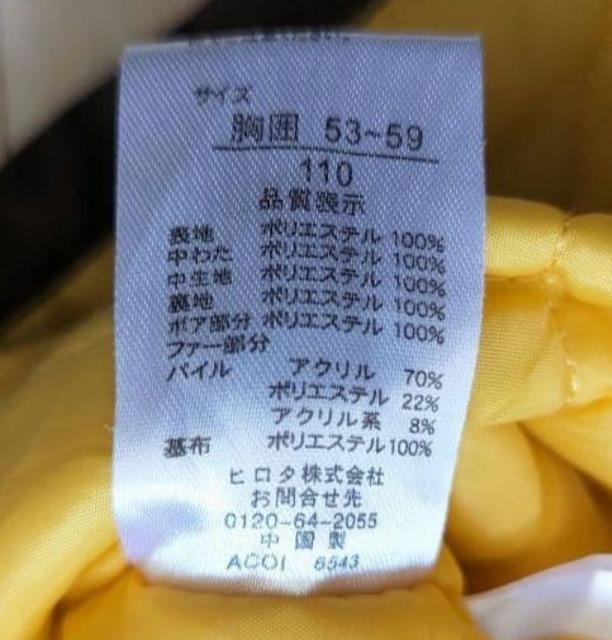 サイズ
胸囲 53~59
110
品質表示
表地 ポリエステル 100%
中わた ポリエステル 100%
中生地 ポリエステル 100%
裏地 ポリエステル 100%
ボア部分 ポリエステル 100%
ファー部分
パイル アクリル 70%
ポリエステル 22%
アクリル系 8%
基布 ポリエステル100%
ヒロタ株式会社
お問合せ先
0120-64-2055
中国製
ACOI 6543